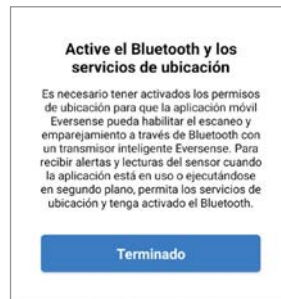 Active el Bluetooth y los
servicios de ubicación
Es necesario tener activados los permisos
de ubicación para que la aplicación móvil
Eversense pueda habilitar el escaneo y
emparejamiento a través de Bluetooth con
un transmisor inteligente Eversense. Para
recibir alertas y lecturas del sensor cuando
la aplicación está en uso o ejecutándose
en segundo plano, permita los servicios de
ubicación y tenga activado el Bluetooth.
Terminado